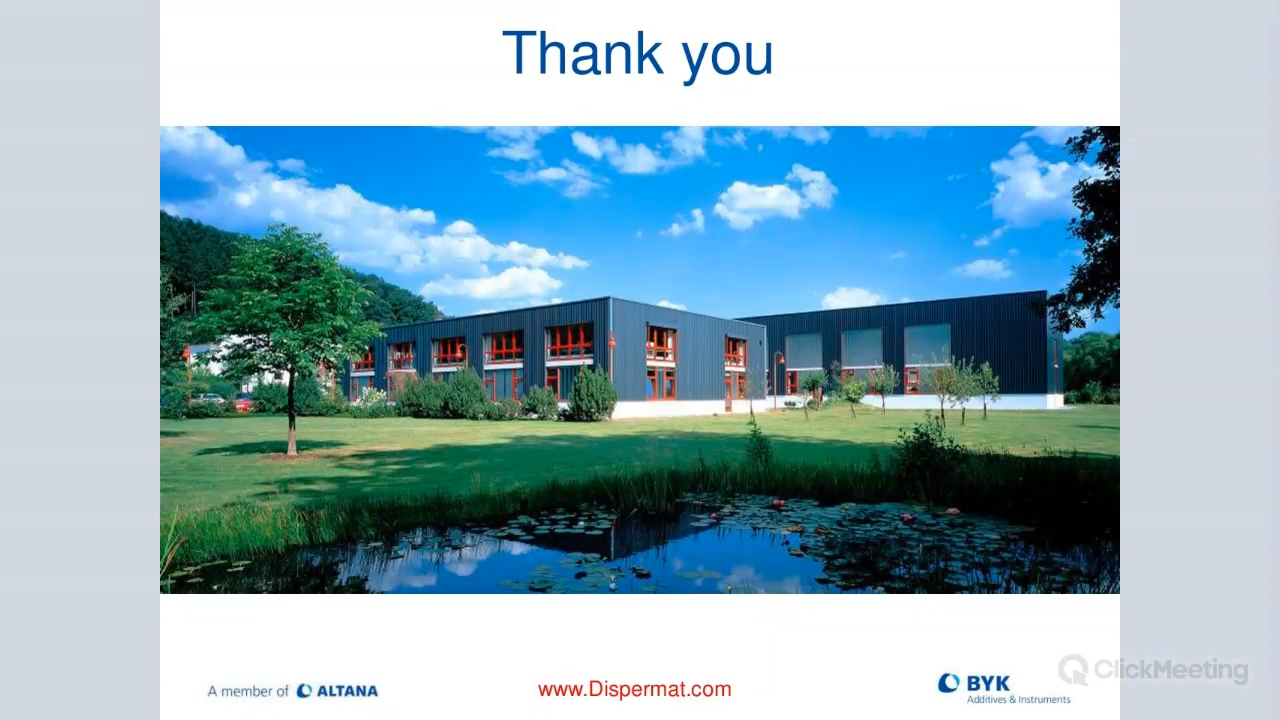 Thank you
A member of ALTANA
www.Dispermat.com
BYK
Additives & Instruments
ClickMeeting